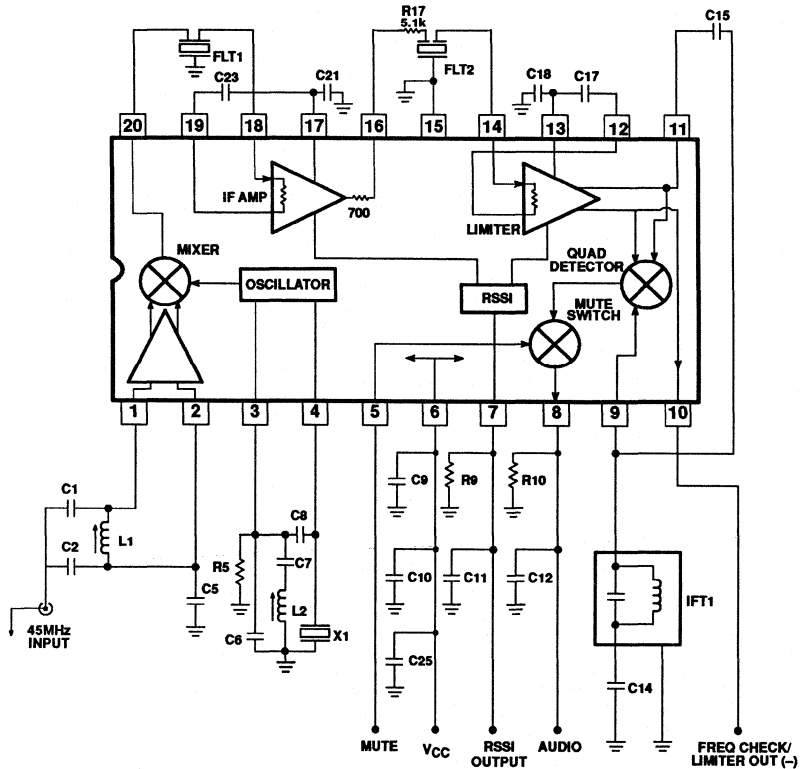 R17
5.1k
C15
FLT1
FLT2
C23
C21
C18
C17
20
19
18
17
16
15
14
13
12
11
IF AMP
700
LIMITER
MIXER
QUAD
DETECTOR
OSCILLATOR
RSSI
MUTE
SWITCH
1
2
3
4
5
6
7
8
9
10
C1
C9
R9
R10
L1
C8
C2
R5
C7
C10
C11
C12
C5
L2
IFT1
45MHz
INPUT
C6
X1
C25
C14
MUTE
VCC
RSSI
OUTPUT
AUDIO
FREQ CHECK/
LIMITER OUT (–)